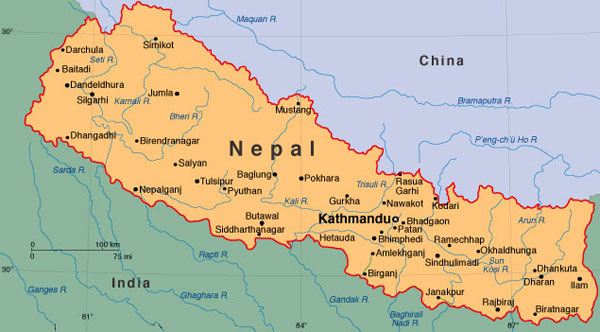 Maquan R.
30°
Simikot
Darchula
Seti R.
Baitadi
China
Dandeldhura
Silgarhi
Jumla
Karnali R.
Bheri R.
Mustang
Bramaputra R.
Dhangadhi
Birendranagar
Nepal
P'eng-ch'ü Ho R.
Sarda R.
Salyan
Tulsipur
Baglung
Pokhara
Trisuli R.
Rasua
Garhi
Nepalganj
Pyuthan
Kali R.
Gurkha
Nawakot
Kodari
Arun R.
Butawal
Kathmandu
Bhadgaon
Siddharthanagar
Patan
Hetauda
Bhimphedi
Ramechhap
Okhaldhunga
0
100 km
75 mi
Rapti R.
Amlekhganj
Sindhulimadi
Sun
Kosi R.
Dhankuta
30°
India
Birganj
Dharan
Ilam
Ganges R.
Ghaghara R.
Gandak R.
Janakpur
Baghirali
Nadi R.
Rajbiraj
Biratnagar
81°
84°
87°